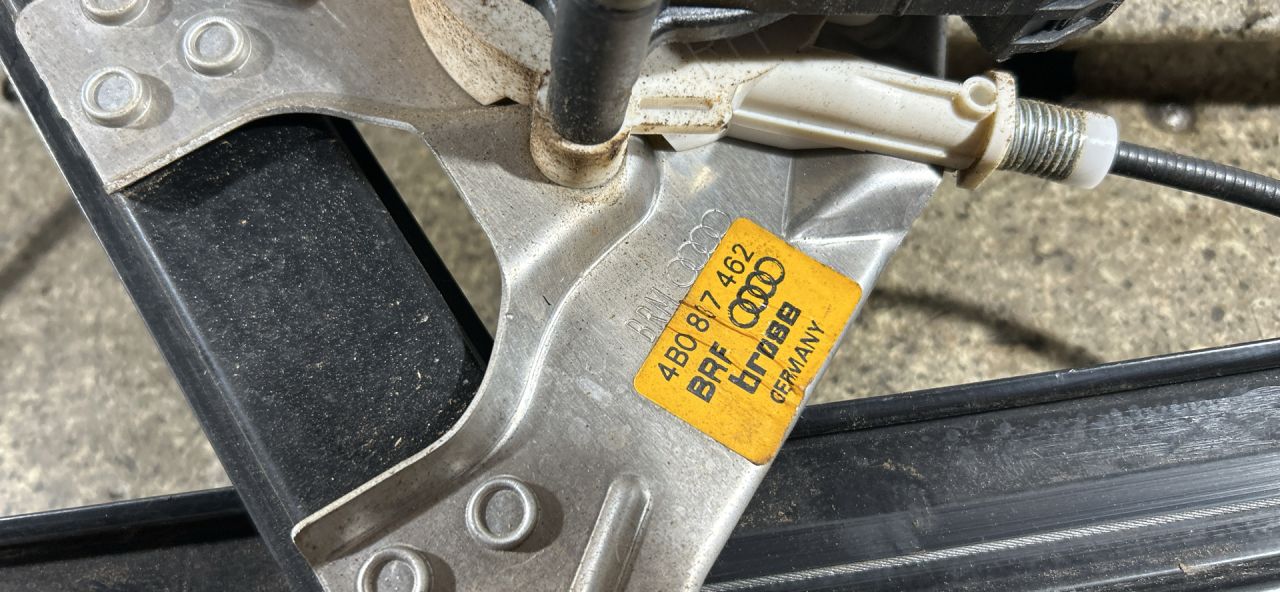 4B0 837 462
BRF
brose
GERMANY